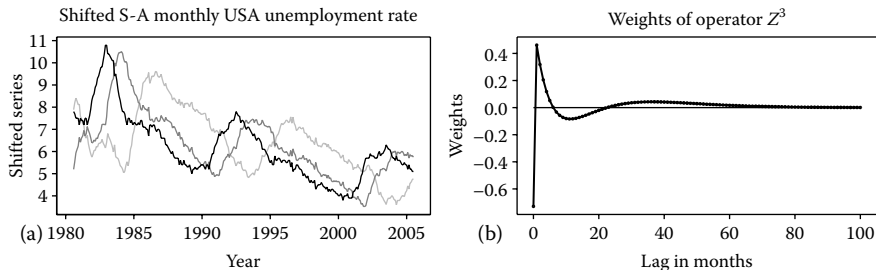 Shifted S-A monthly USA unemployment rate
Shifted series
11
10
9
8
7
6
5
4
1980 1985 1990 1995 2000 2005
Year
(a)
Weights of operator Z³
Weights
0.4
0.2
0.0
−0.2
−0.4
−0.6
0 20 40 60 80 100
Lag in months
(b)